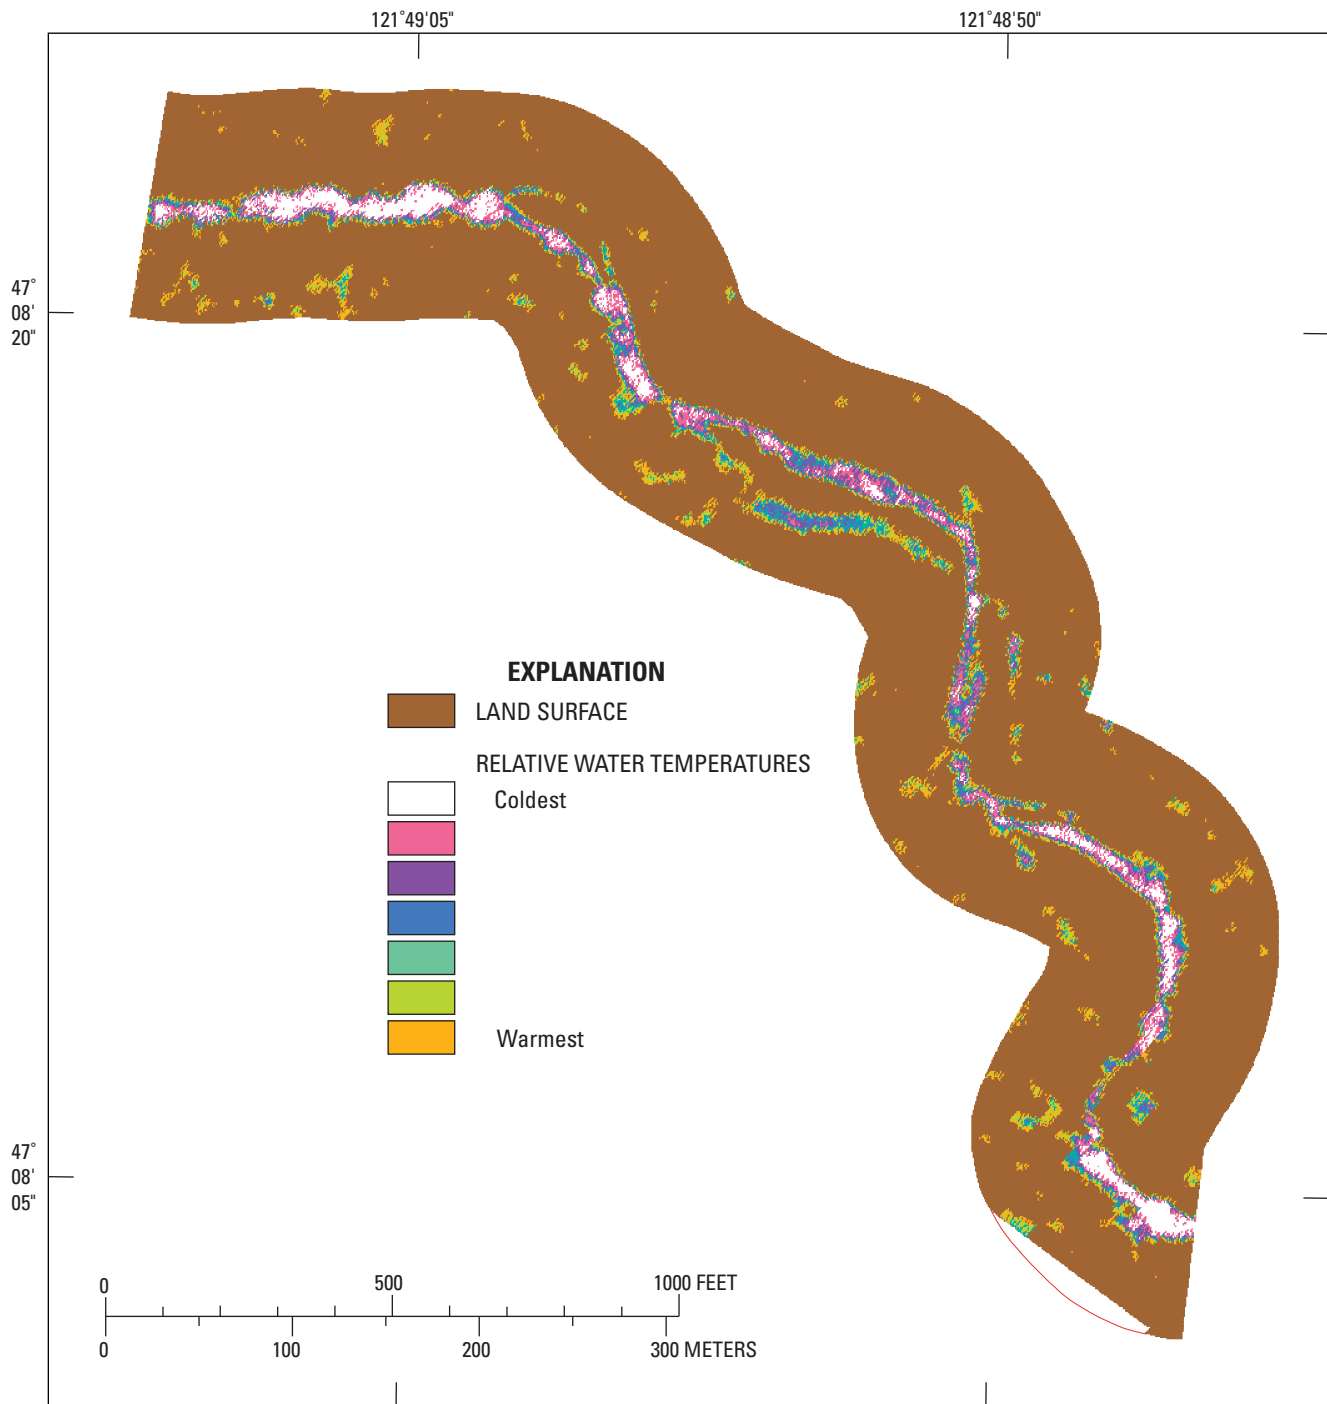 121°49'05"
121°48'50"
47°
08'
20"
EXPLANATION
LAND SURFACE
RELATIVE WATER TEMPERATURES
Coldest
Warmest
47°
08'
05"
0 500 1000 FEET
0 100 200 300 METERS